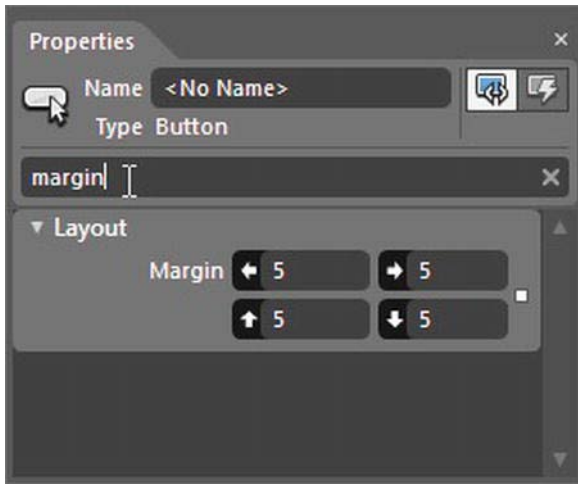 Properties
Name <No Name>
Type Button
margin
Layout
Margin 5 5
5 5